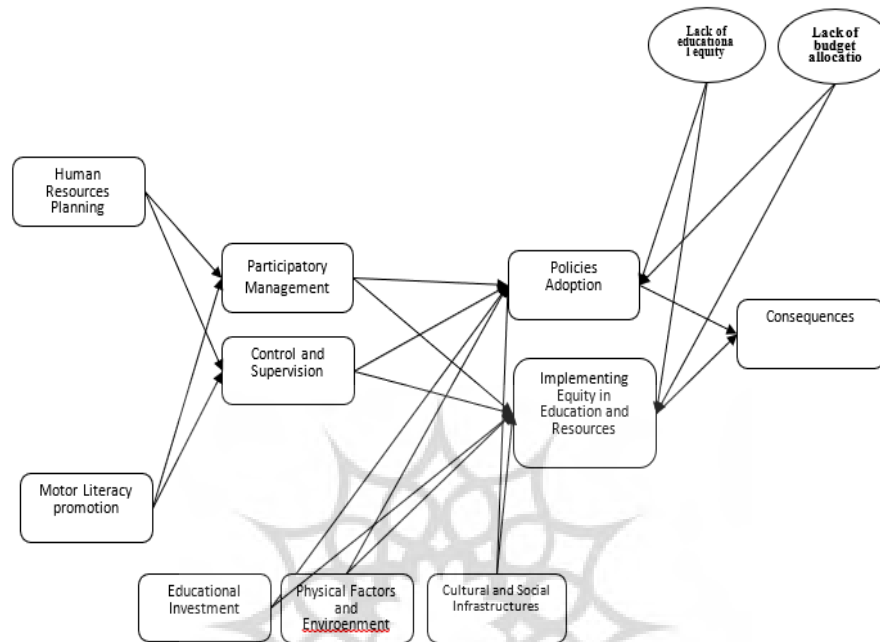 Lack of
educationa
l equity
Lack of
budget
allocatio
Human
Resources
Planning
Participatory
Management
Policies
Adoption
Consequences
Control and
Supervision
Implementing
Equity in
Education and
Resources
Motor Literacy
promotion
Educational
Investment
Physical Factors
and
Enviroenment
Cultural and Social
Infrastructures